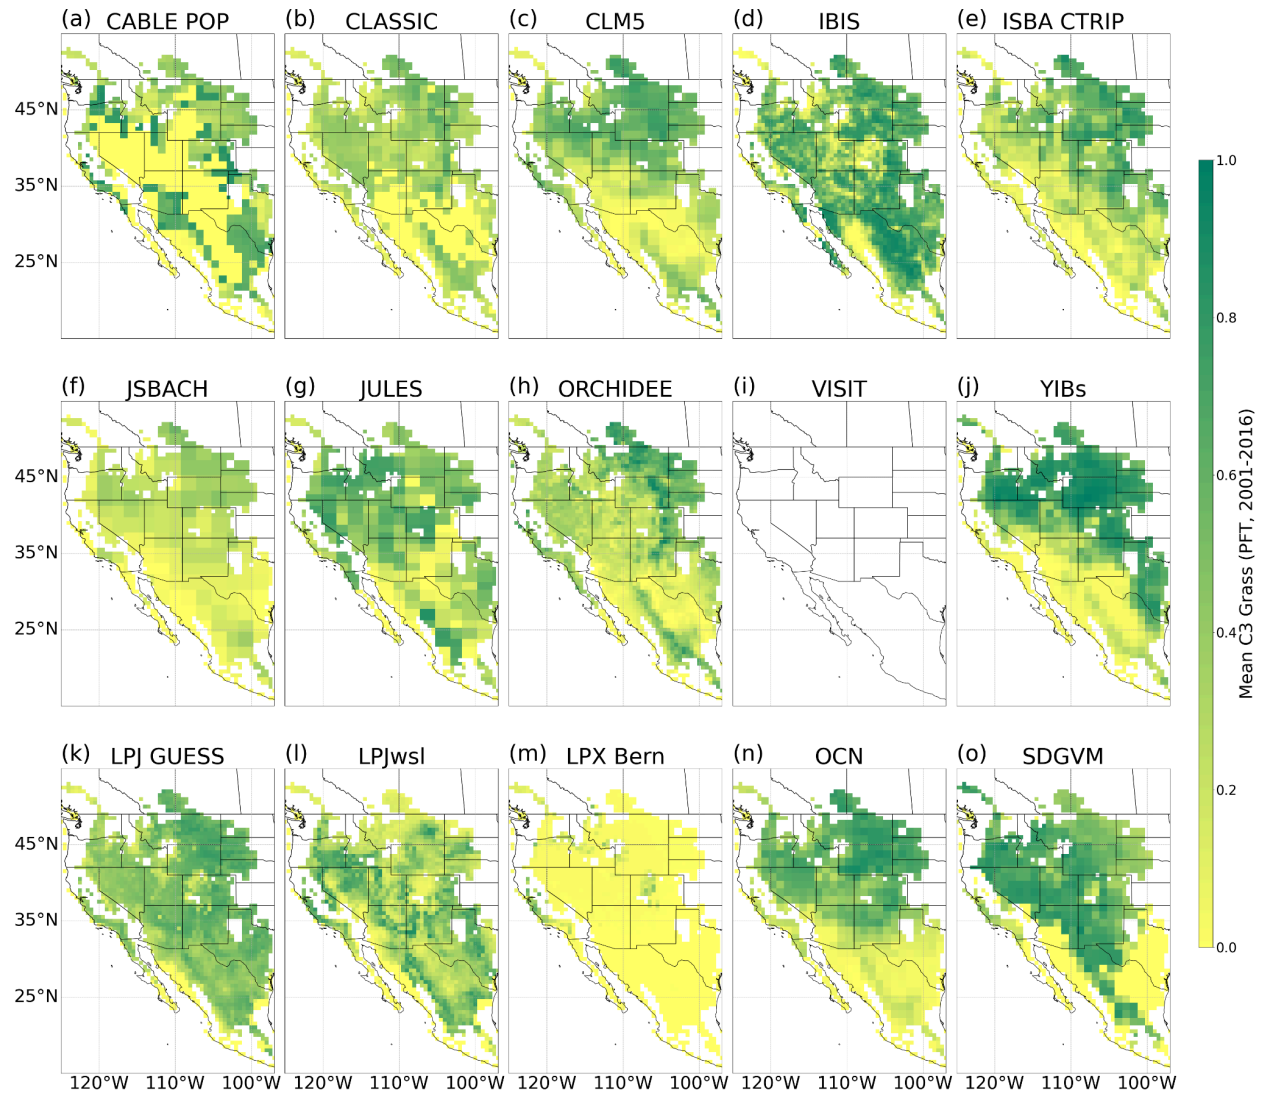 (a) CABLE POP (b) CLASSIC (c) CLM5 (d) IBIS (e) ISBA CTRIP
45°N
35°N
25°N
(f) JSBACH (g) JULES (h) ORCHIDEE (i) VISIT (j) YIBs
45°N
35°N
25°N
(k) LPJ GUESS (l) LPJwsl (m) LPX Bern (n) OCN (o) SDGVM
45°N
35°N
25°N
120°W 110°W 100°W 120°W 110°W 100°W 120°W 110°W 100°W 120°W 110°W 100°W 120°W 110°W 100°W
1.0
0.8
0.6
0.4
0.2
0.0
Mean C3 Grass (PFT, 2001-2016)